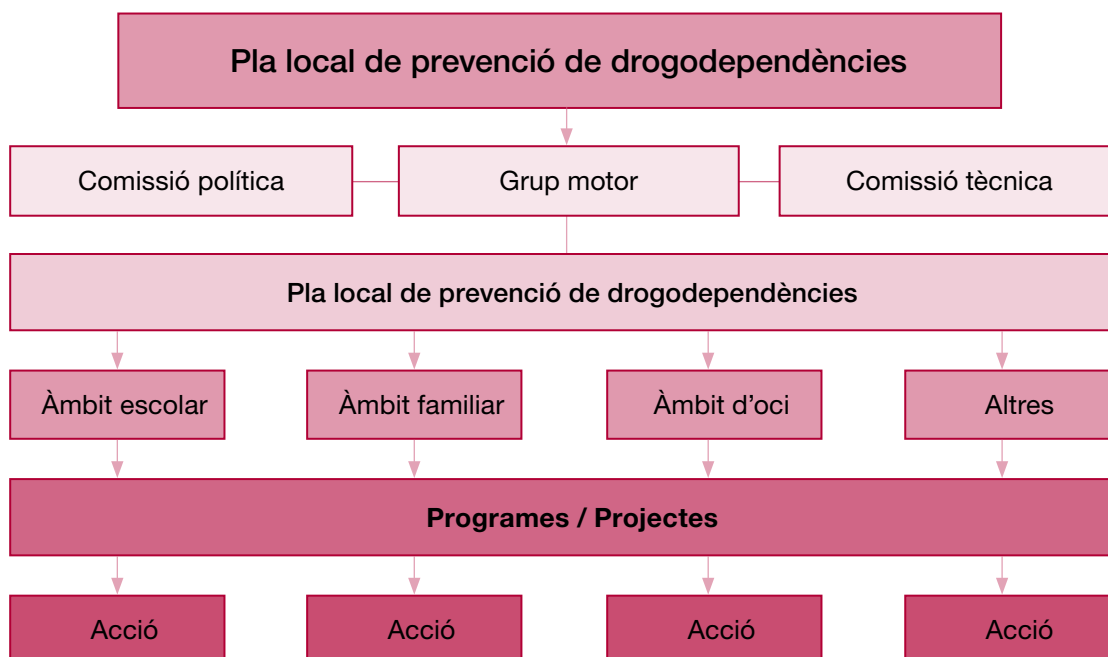 Pla local de prevenció de drogodependències
Comissió política
Grup motor
Comissió tècnica
Pla local de prevenció de drogodependències
Àmbit escolar
Àmbit familiar
Àmbit d’oci
Altres
Programes / Projectes
Acció
Acció
Acció
Acció